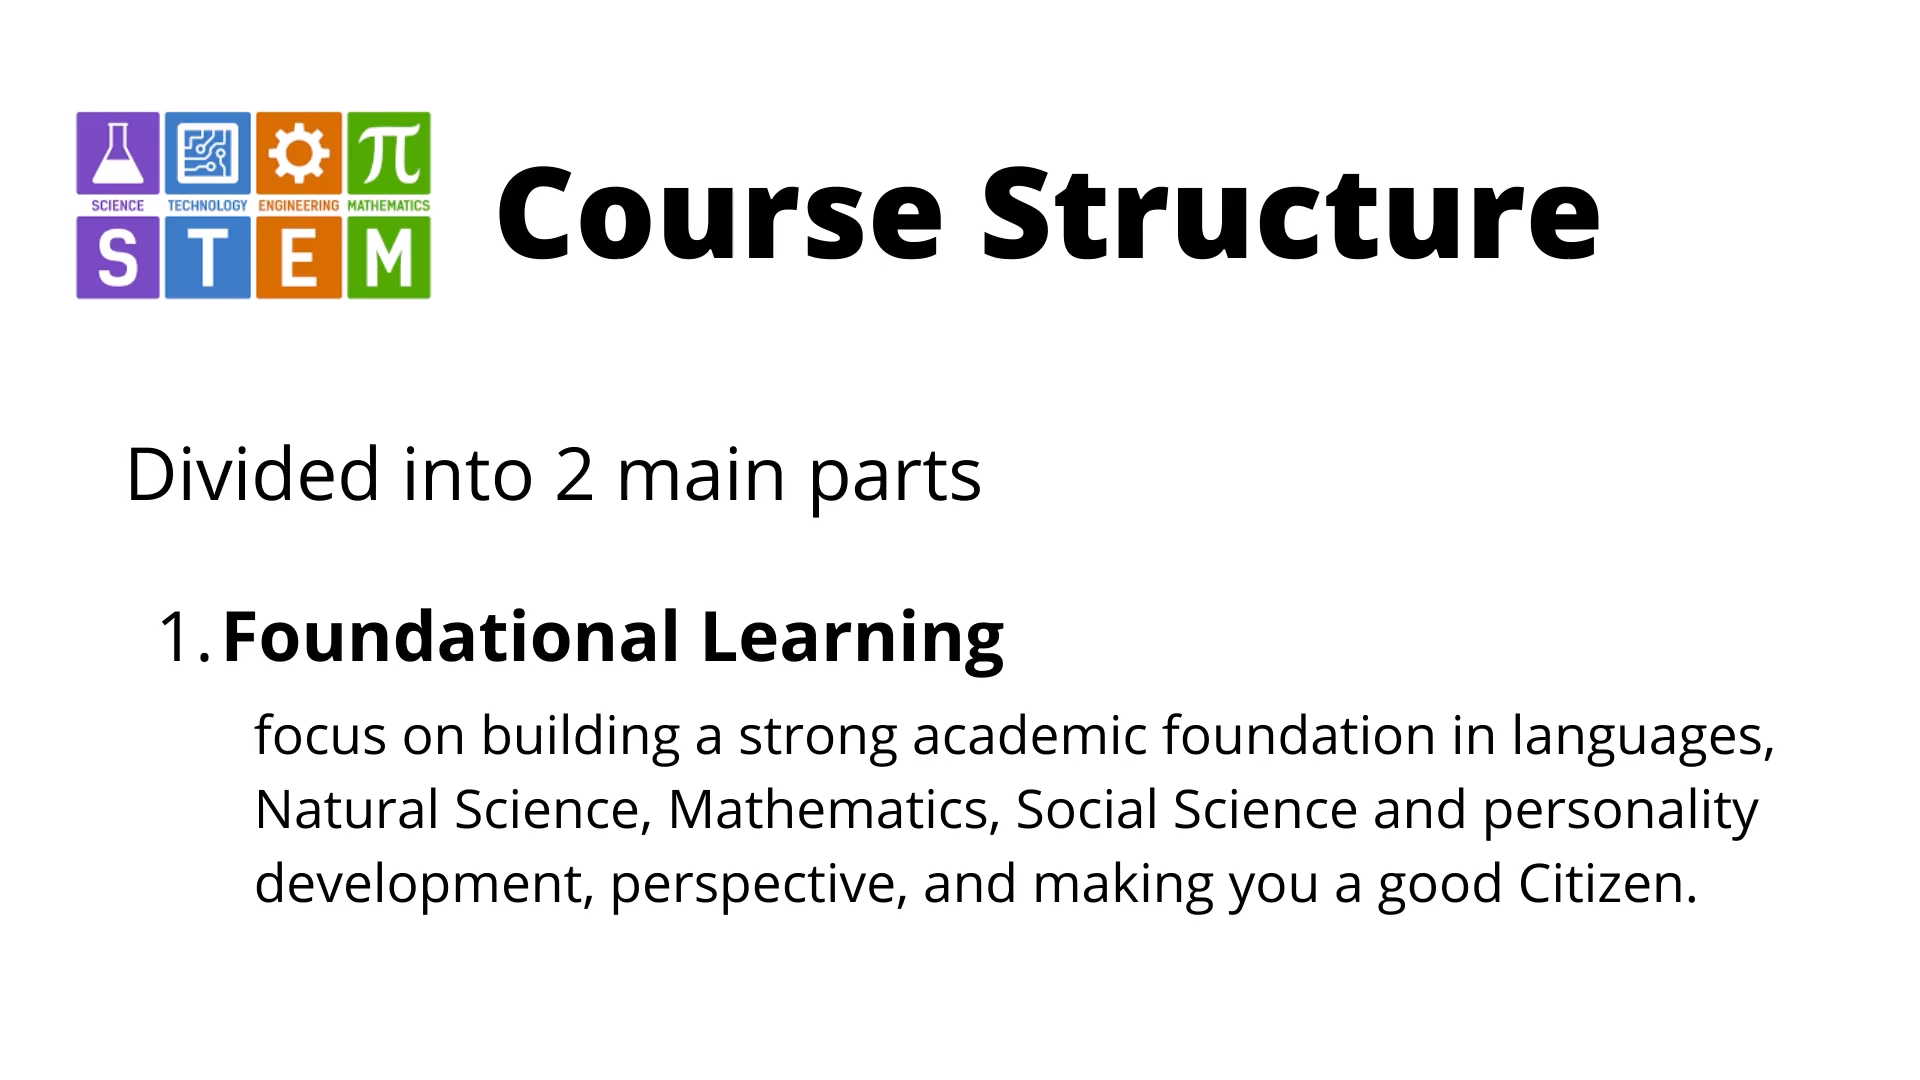 SCIENCE TECHNOLOGY ENGINEERING MATHEMATICS
S T E M
Course Structure
Divided into 2 main parts
1. Foundational Learning
focus on building a strong academic foundation in languages,
Natural Science, Mathematics, Social Science and personality
development, perspective, and making you a good Citizen.